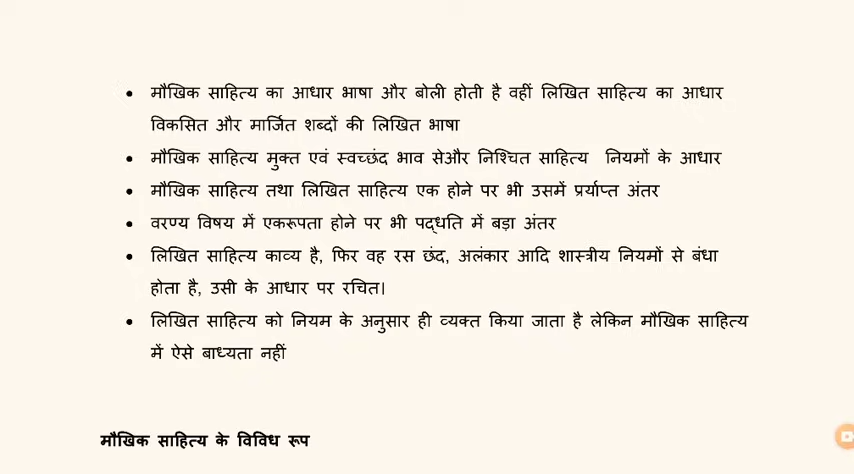 • मौखिक साहित्य का आधार भाषा और बोली होती है वहीं लिखित साहित्य का आधार
विकसित और मार्जित शब्दों की लिखित भाषा
• मौखिक साहित्य मुक्त एवं स्वच्छंद भाव सेऔर निश्चित साहित्य नियमों के आधार
• मौखिक साहित्य तथा लिखित साहित्य एक होने पर भी उसमें प्रर्याप्त अंतर
• वरण्य विषय में एकरूपता होने पर भी पद्धति में बड़ा अंतर
• लिखित साहित्य काव्य है, फिर वह रस छंद, अलंकार आदि शास्त्रीय नियमों से बंधा
होता है, उसी के आधार पर रचित।
• लिखित साहित्य को नियम के अनुसार ही व्यक्त किया जाता है लेकिन मौखिक साहित्य
में ऐसे बाध्यता नहीं
मौखिक साहित्य के विविध रूप